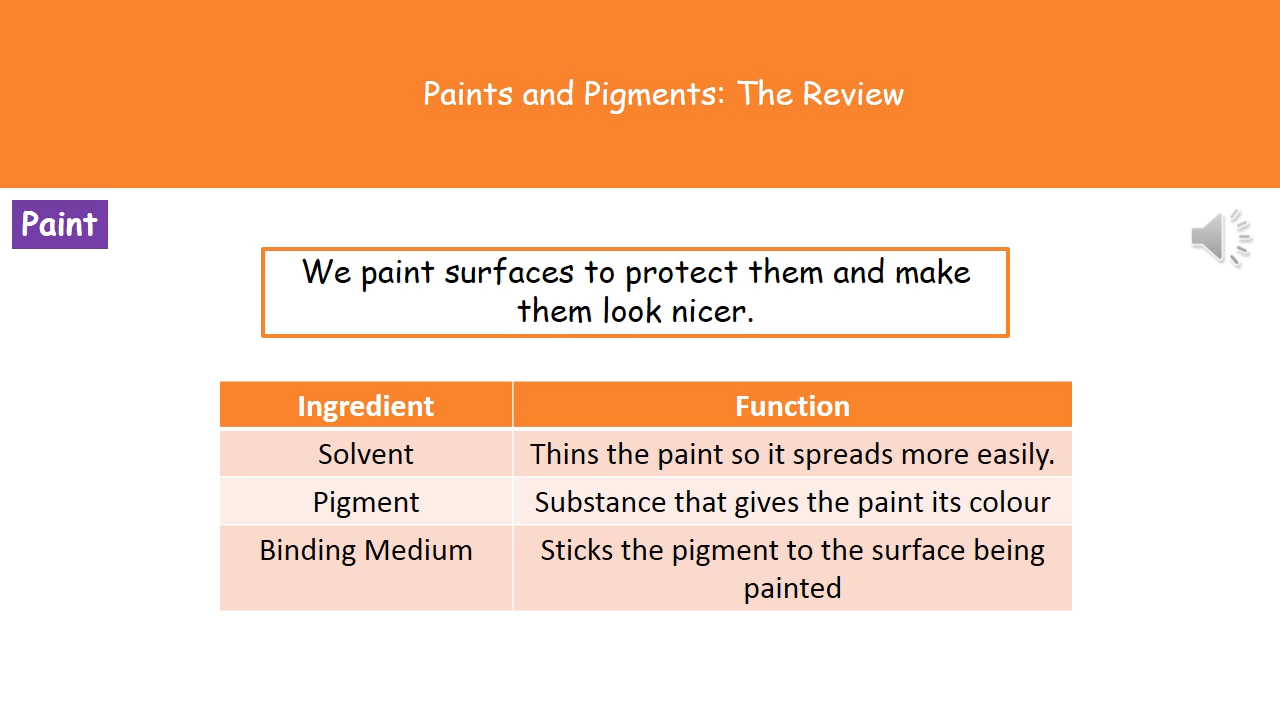 Paints and Pigments: The Review
Paint
We paint surfaces to protect them and make
them look nicer.
Ingredient Function
Solvent Thins the paint so it spreads more easily.
Pigment Substance that gives the paint its colour
Binding Medium Sticks the pigment to the surface being
painted